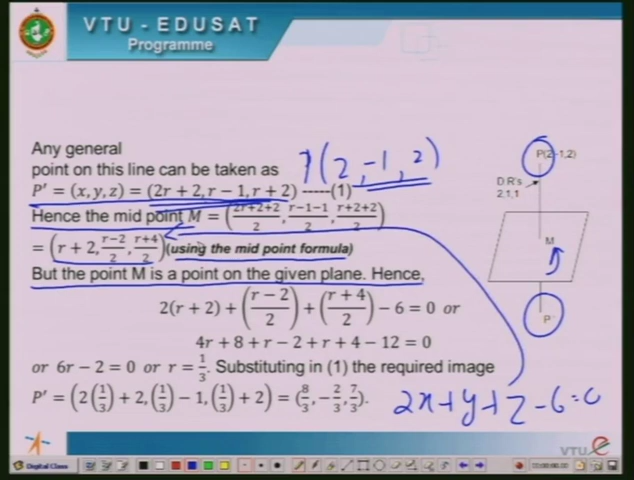 VTU - EDUSAT
Programme
Any general
point on this line can be taken as
P′ = (x, y, z) = (2r + 2, r − 1, r + 2) -----(1)
(2, -1, 2)
Hence the mid point M = (2r+2+2/2, r−1−1/2, r+2+2/2)
= (r + 2, r−2/2, r+4/2) (using the mid point formula)
But the point M is a point on the given plane. Hence,
2(r + 2) + (r − 2/2) + (r + 4/2) − 6 = 0 or
4r + 8 + r − 2 + r + 4 − 12 = 0
or 6r − 2 = 0 or r = 1/3. Substituting in (1) the required image
P′ = (2(1/3) + 2, (1/3) − 1, (1/3) + 2) = (8/3, −2/3, 7/3).
2x+y+z-6=0
P(2,-1,2)
D.R's
2,1,1
M
P'
VTU e
Digital Class